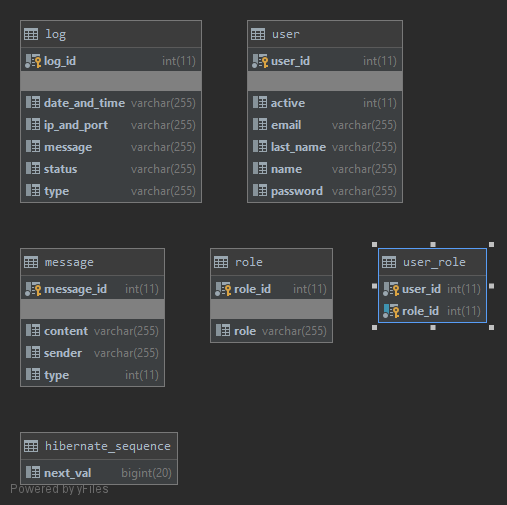 log
log_id int(11)
date_and_time varchar(255)
ip_and_port varchar(255)
message varchar(255)
status varchar(255)
type varchar(255)
user
user_id int(11)
active int(11)
email varchar(255)
last_name varchar(255)
name varchar(255)
password varchar(255)
message
message_id int(11)
content varchar(255)
sender varchar(255)
type int(11)
role
role_id int(11)
role varchar(255)
user_role
user_id int(11)
role_id int(11)
hibernate_sequence
next_val bigint(20)
Powered by yFiles